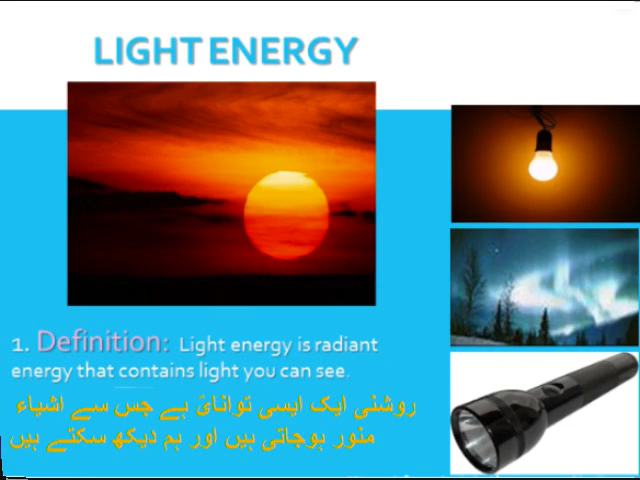 LIGHT ENERGY
1. Definition: Light energy is radiant
energy that contains light you can see.
روشنی ایک ایسی توانائ ہے جس سے اشیاء
منور ہوجاتی ہیں اور ہم دیکھ سکتے ہیں